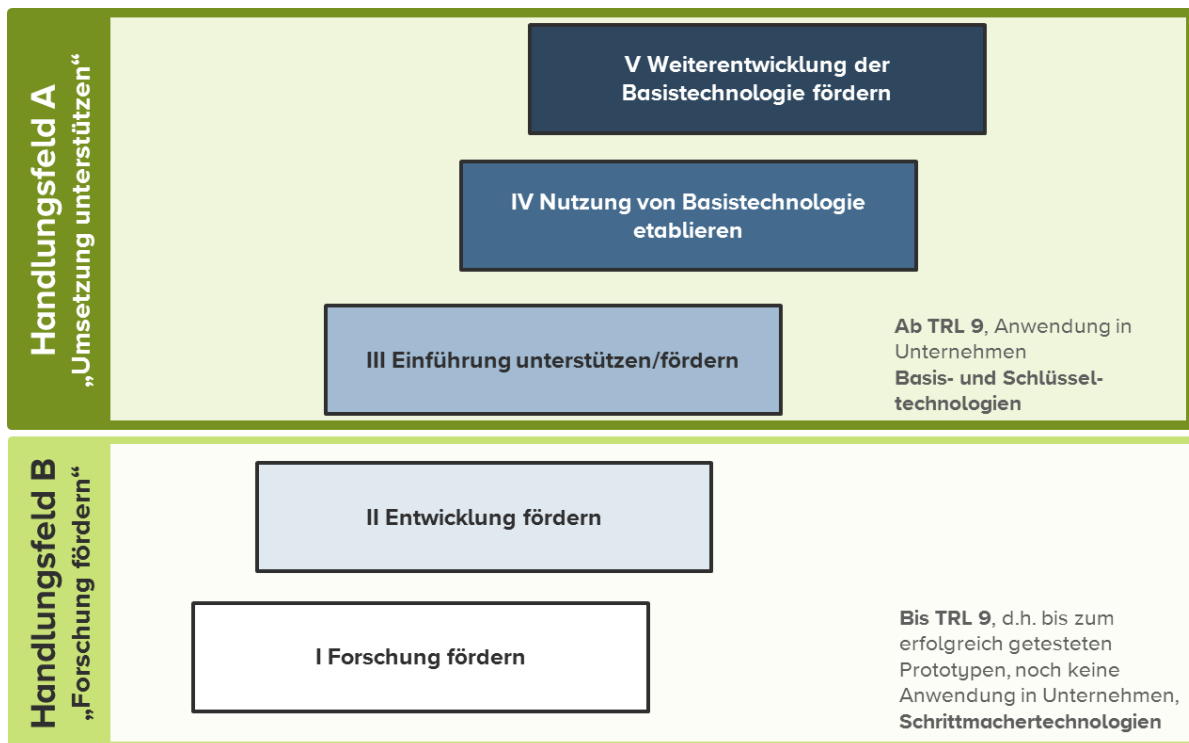 Handlungsfeld A
„Umsetzung unterstützen“
V Weiterentwicklung der
Basistechnologie fördern
IV Nutzung von Basistechnologie
etablieren
III Einführung unterstützen/fördern
Ab TRL 9, Anwendung in
Unternehmen
Basis- und Schlüssel-
technologien
Handlungsfeld B
„Forschung fördern“
II Entwicklung fördern
I Forschung fördern
Bis TRL 9, d.h. bis zum
erfolgreich getesteten
Prototypen, noch keine
Anwendung in Unternehmen,
Schrittmachertechnologien